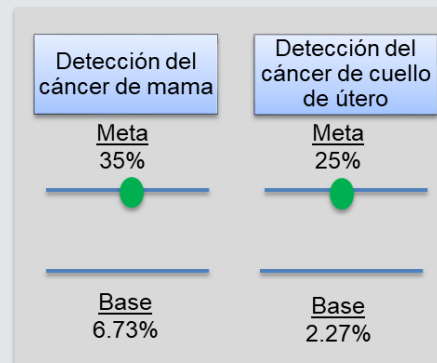 Detección del
cáncer de mama
Meta
35%
Base
6.73%
Detección del
cáncer de cuello
de útero
Meta
25%
Base
2.27%